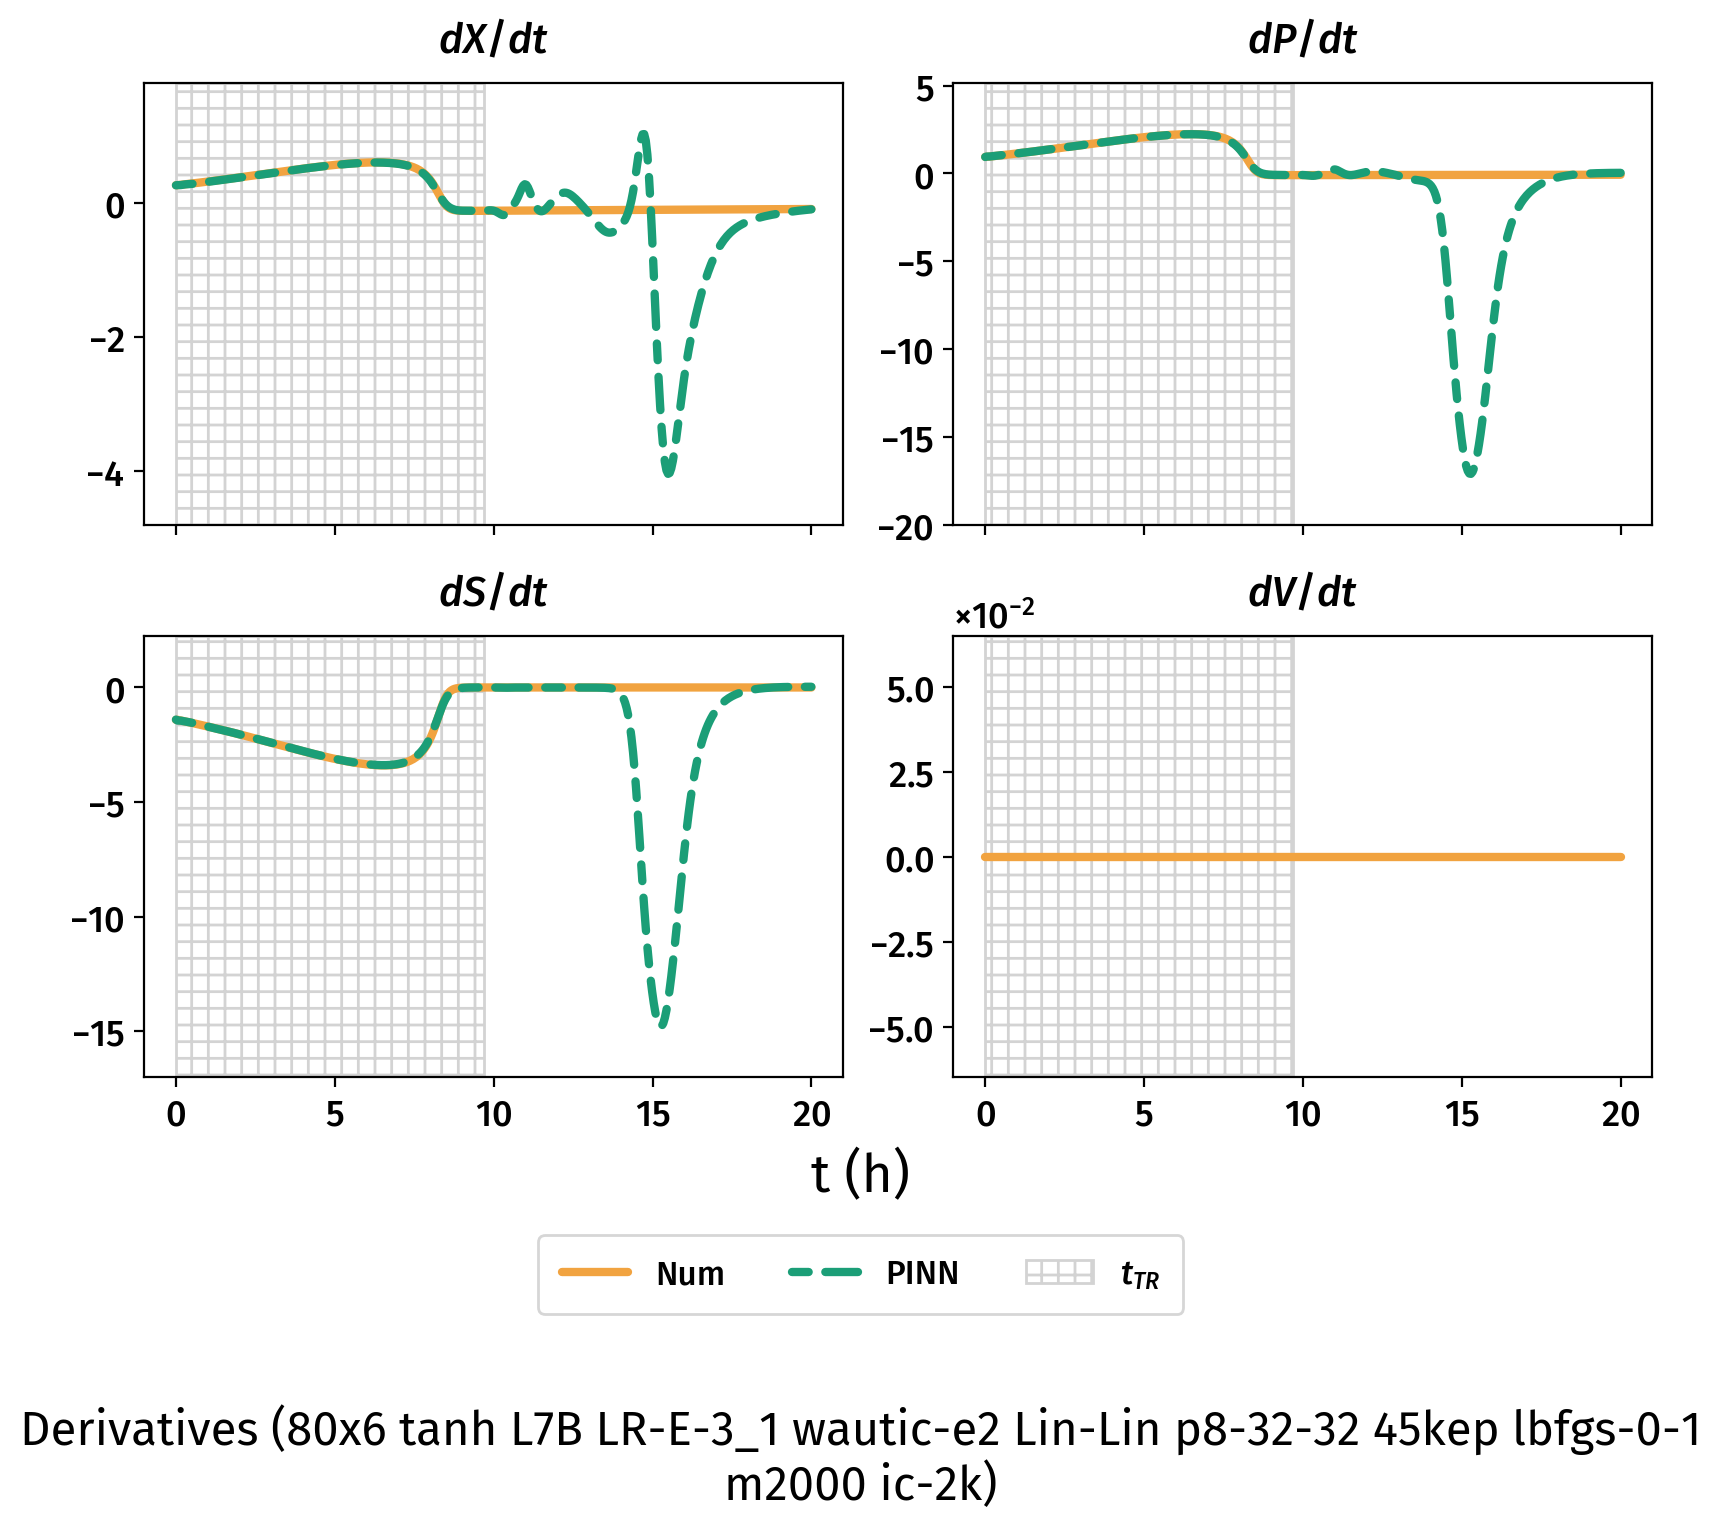 dX/dt
0
−2
−4
dP/dt
5
0
−5
−10
−15
−20
dS/dt
0
−5
−10
−15
0 5 10 15 20
dV/dt
×10⁻²
5.0
2.5
0.0
−2.5
−5.0
0 5 10 15 20
t (h)
Num PINN t_TR
Derivatives (80x6 tanh L7B LR-E-3_1 wautic-e2 Lin-Lin p8-32-32 45kep lbfgs-0-1
m2000 ic-2k)